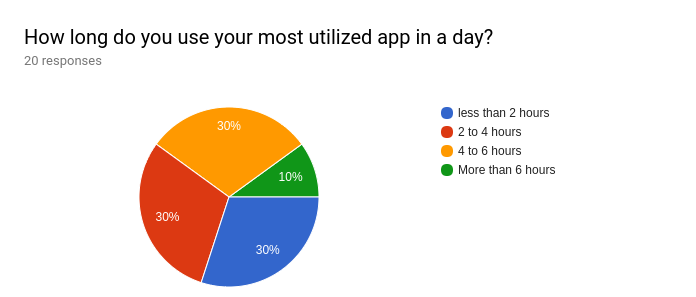 How long do you use your most utilized app in a day?
20 responses
30%
10%
30%
30%
less than 2 hours
2 to 4 hours
4 to 6 hours
More than 6 hours